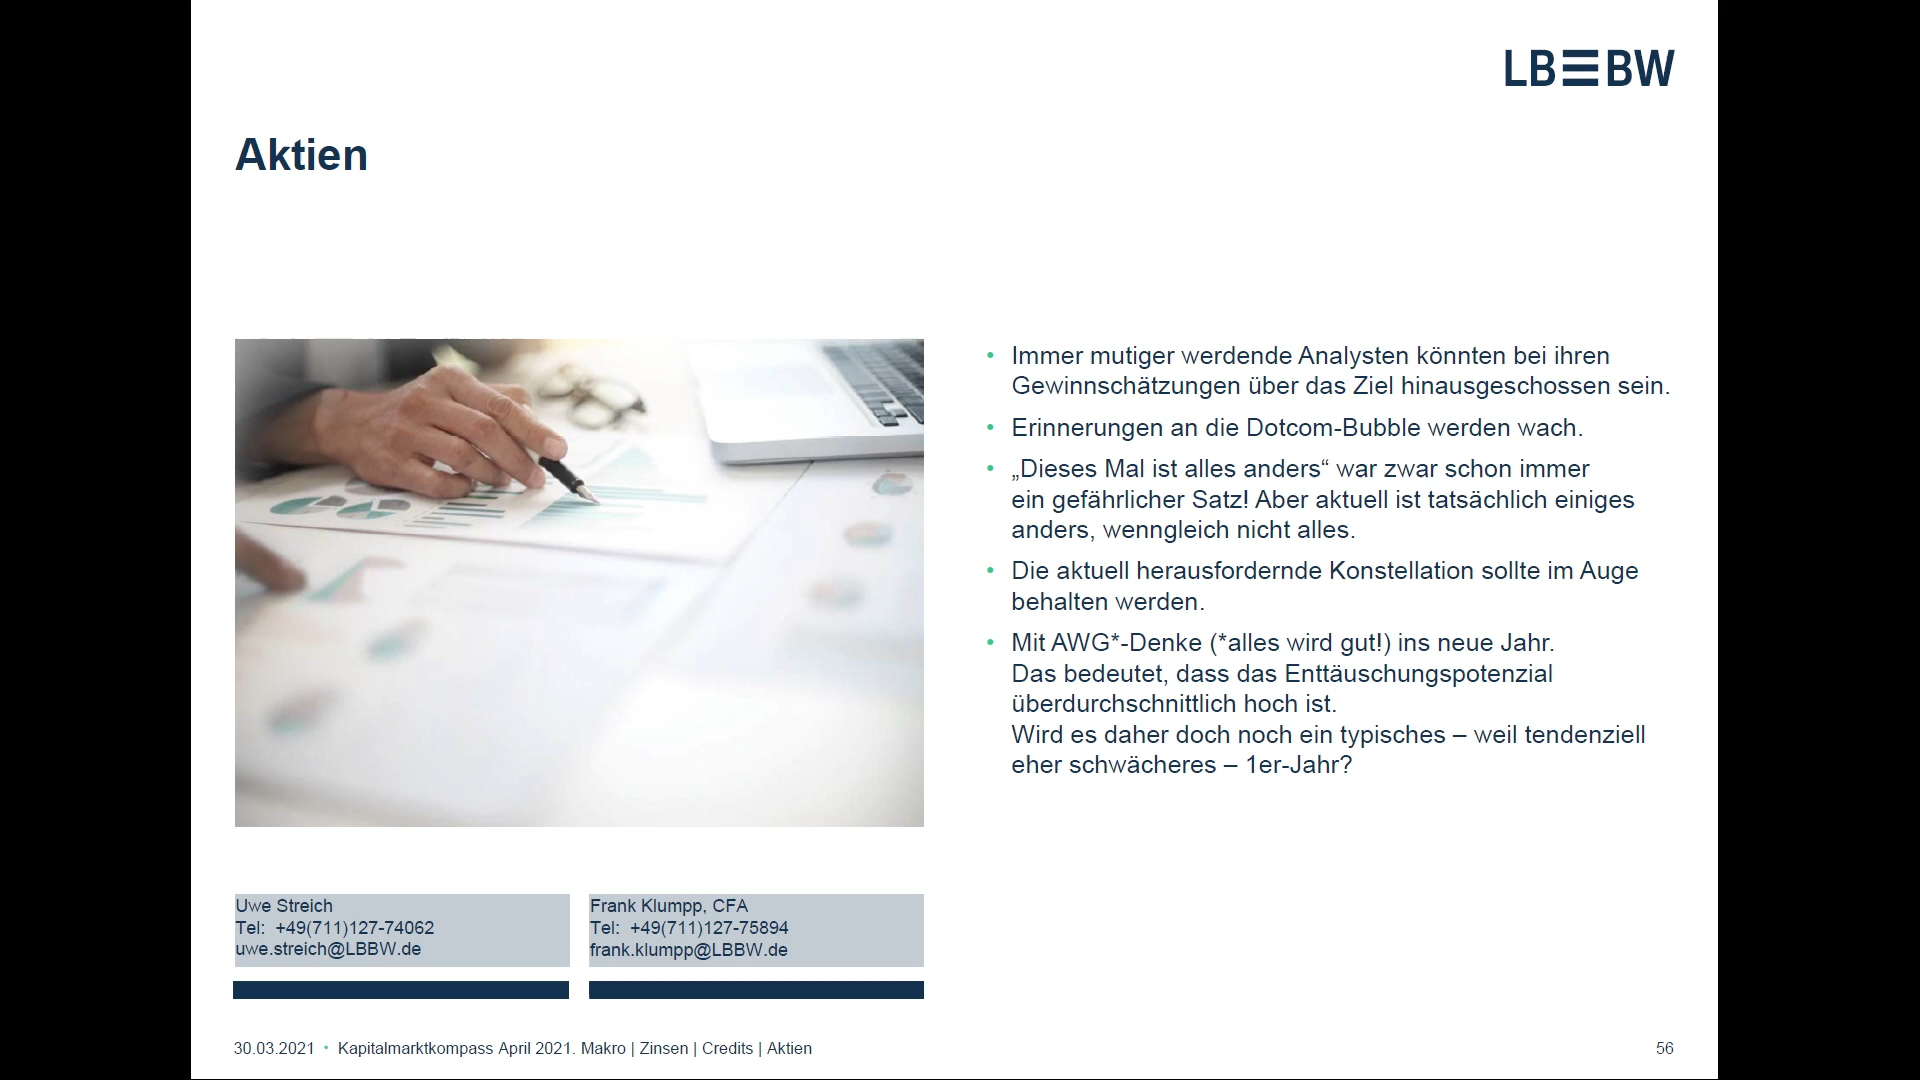 LBBW
Aktien
• Immer mutiger werdende Analysten könnten bei ihren
Gewinnschätzungen über das Ziel hinausgeschossen sein.
• Erinnerungen an die Dotcom-Bubble werden wach.
• „Dieses Mal ist alles anders“ war zwar schon immer
ein gefährlicher Satz! Aber aktuell ist tatsächlich einiges
anders, wenngleich nicht alles.
• Die aktuell herausfordernde Konstellation sollte im Auge
behalten werden.
• Mit AWG*-Denke (*alles wird gut!) ins neue Jahr.
Das bedeutet, dass das Enttäuschungspotenzial
überdurchschnittlich hoch ist.
Wird es daher doch noch ein typisches – weil tendenziell
eher schwächeres – 1er-Jahr?
Uwe Streich
Tel: +49(711)127-74062
uwe.streich@LBBW.de
Frank Klumpp, CFA
Tel: +49(711)127-75894
frank.klumpp@LBBW.de
30.03.2021 • Kapitalmarktkompass April 2021. Makro | Zinsen | Credits | Aktien
56